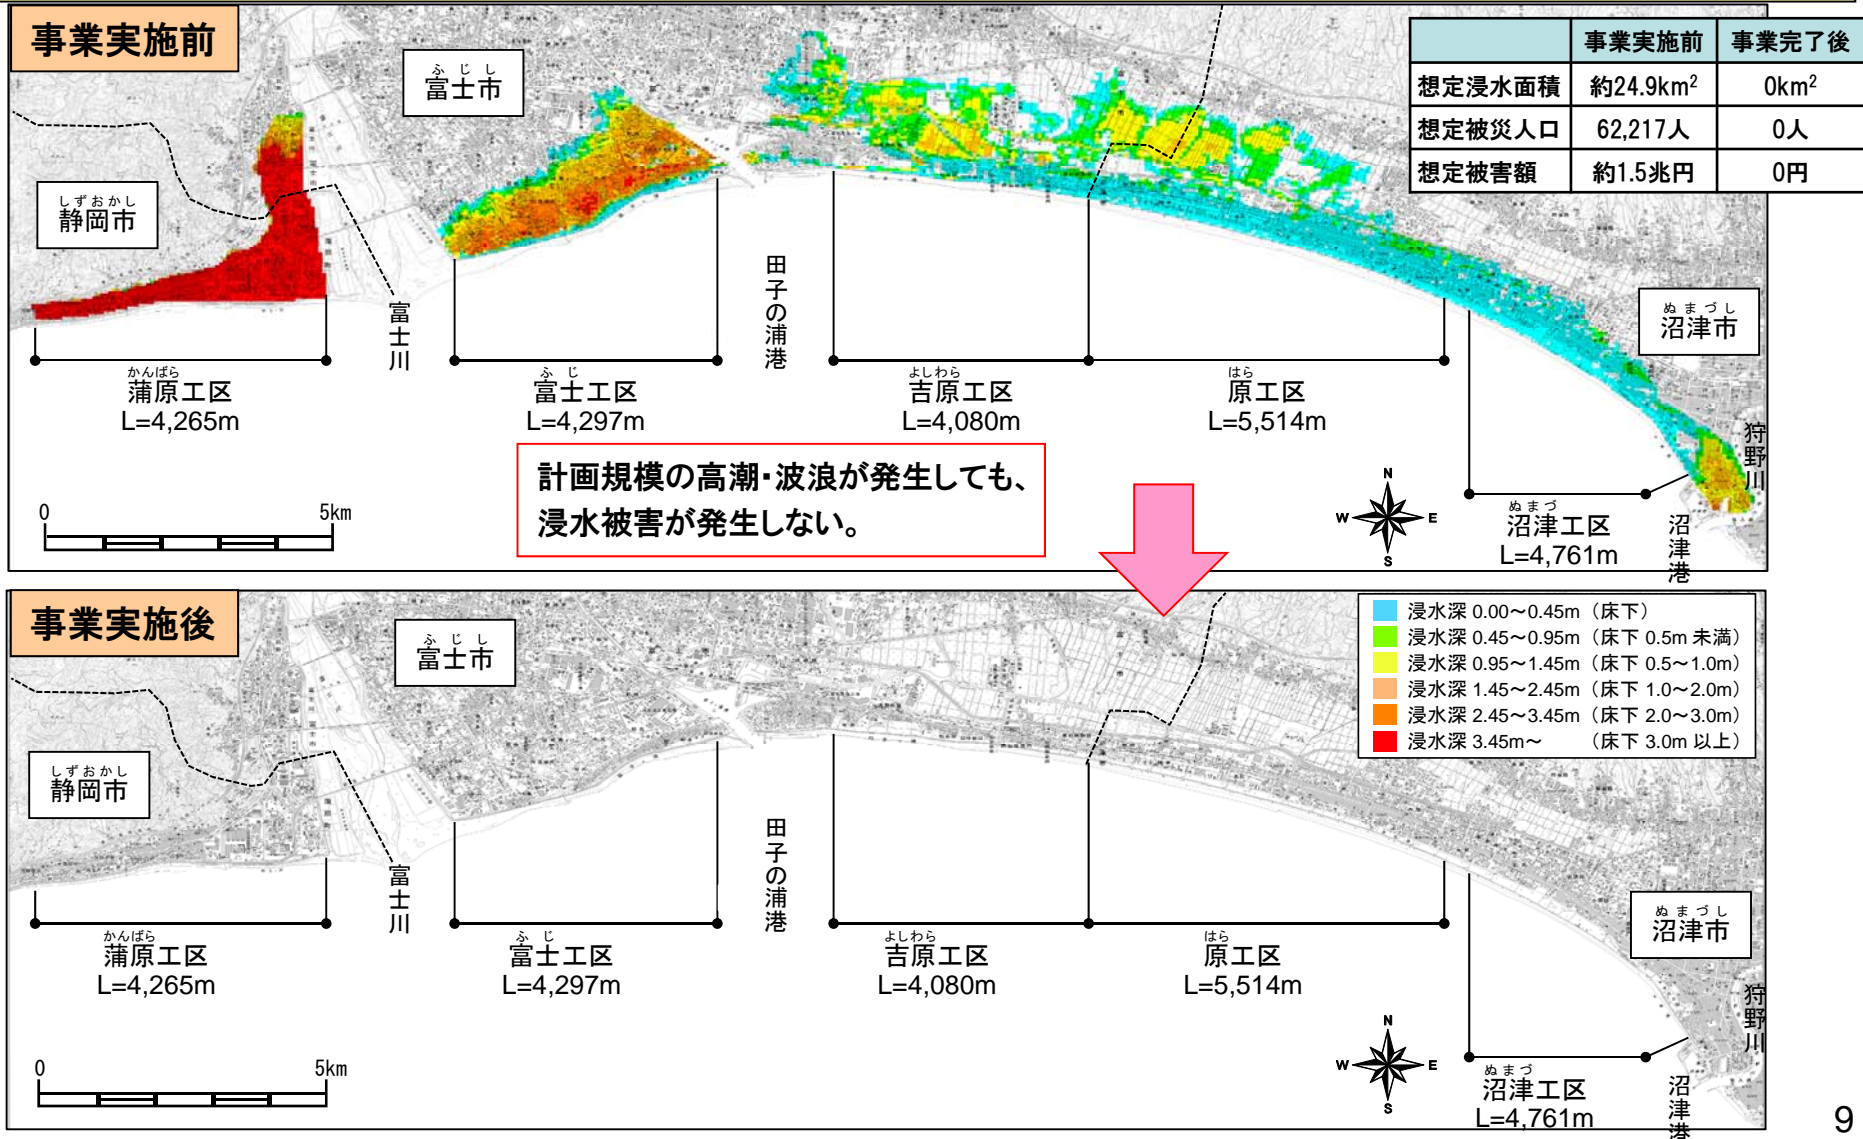 事業実施前
事業実施前 事業完了後
想定浸水面積 約24.9km² 0km²
想定被災人口 62,217人 0人
想定被害額 約1.5兆円 0円
ふじし
富士市
しずおかし
静岡市
ぬまづし
沼津市
富士川
田子の浦港
狩野川
沼津港
かんばら
蒲原工区
L=4,265m
ふじ
富士工区
L=4,297m
よしわら
吉原工区
L=4,080m
はら
原工区
L=5,514m
ぬまづ
沼津工区
L=4,761m
計画規模の高潮・波浪が発生しても、
浸水被害が発生しない。
0 5km
N
W E
S
事業実施後
浸水深 0.00～0.45m（床下）
浸水深 0.45～0.95m（床下 0.5m 未満）
浸水深 0.95～1.45m（床下 0.5～1.0m）
浸水深 1.45～2.45m（床下 1.0～2.0m）
浸水深 2.45～3.45m（床下 2.0～3.0m）
浸水深 3.45m～ （床下 3.0m 以上）
ふじし
富士市
しずおかし
静岡市
ぬまづし
沼津市
富士川
田子の浦港
狩野川
沼津港
かんばら
蒲原工区
L=4,265m
ふじ
富士工区
L=4,297m
よしわら
吉原工区
L=4,080m
はら
原工区
L=5,514m
ぬまづ
沼津工区
L=4,761m
0 5km
N
W E
S
9